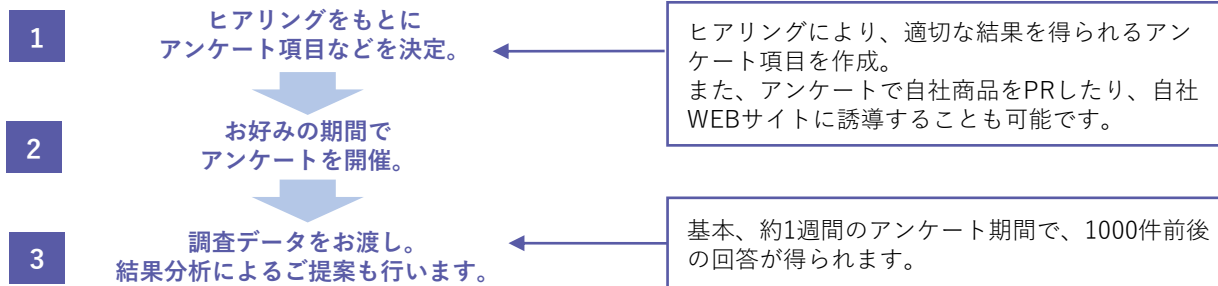 1
ヒアリングをもとに
アンケート項目などを決定。
ヒアリングにより、適切な結果を得られるアン
ケート項目を作成。
また、アンケートで自社商品をPRしたり、自社
WEBサイトに誘導することも可能です。
2
お好みの期間で
アンケートを開催。
3
調査データをお渡し。
結果分析によるご提案も行います。
基本、約1週間のアンケート期間で、1000件前後
の回答が得られます。